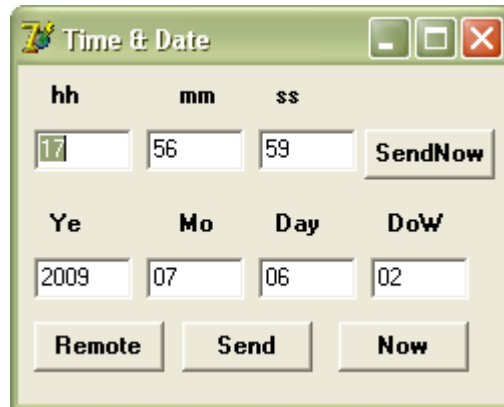 Time & Date
hh mm ss
17 56 59 SendNow
Ye Mo Day DoW
2009 07 06 02
Remote Send Now